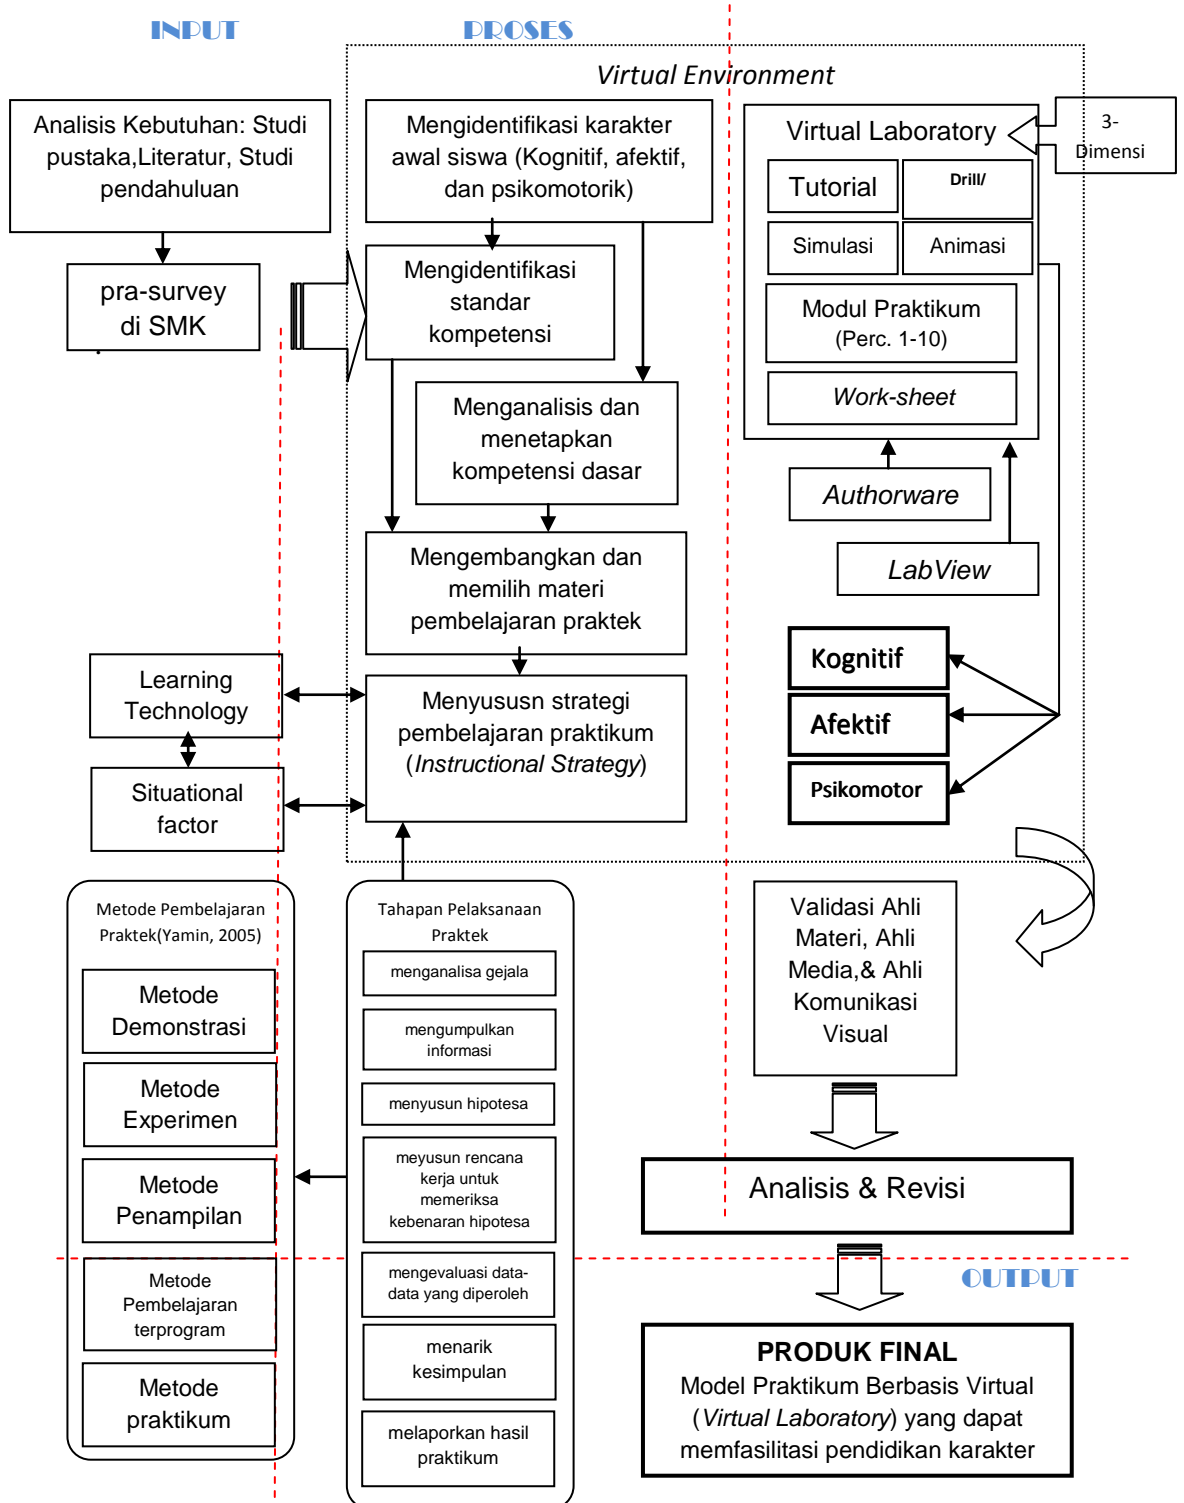 INPUT
PROSES
Virtual Environment
Analisis Kebutuhan: Studi
pustaka,Literatur, Studi
pendahuluan
pra-survey
di SMK
Mengidentifikasi karakter
awal siswa (Kognitif, afektif,
dan psikomotorik)
Mengidentifikasi
standar
kompetensi
Menganalisis dan
menetapkan
kompetensi dasar
Mengembangkan dan
memilih materi
pembelajaran praktek
Menyususn strategi
pembelajaran praktikum
(Instructional Strategy)
Learning
Technology
Situational
factor
Virtual Laboratory
3-
Dimensi
Tutorial
Drill/
Simulasi
Animasi
Modul Praktikum
(Perc. 1-10)
Work-sheet
Authorware
LabView
Kognitif
Afektif
Psikomotor
Metode Pembelajaran
Praktek(Yamin, 2005)
Metode
Demonstrasi
Metode
Experimen
Metode
Penampilan
Metode
Pembelajaran
terprogram
Metode
praktikum
Tahapan Pelaksanaan
Praktek
menganalisa gejala
mengumpulkan
informasi
menyusun hipotesa
meyusun rencana
kerja untuk
memeriksa
kebenaran hipotesa
mengevaluasi data-
data yang diperoleh
menarik
kesimpulan
melaporkan hasil
praktikum
Validasi Ahli
Materi, Ahli
Media,& Ahli
Komunikasi
Visual
Analisis & Revisi
OUTPUT
PRODUK FINAL
Model Praktikum Berbasis Virtual
(Virtual Laboratory) yang dapat
memfasilitasi pendidikan karakter